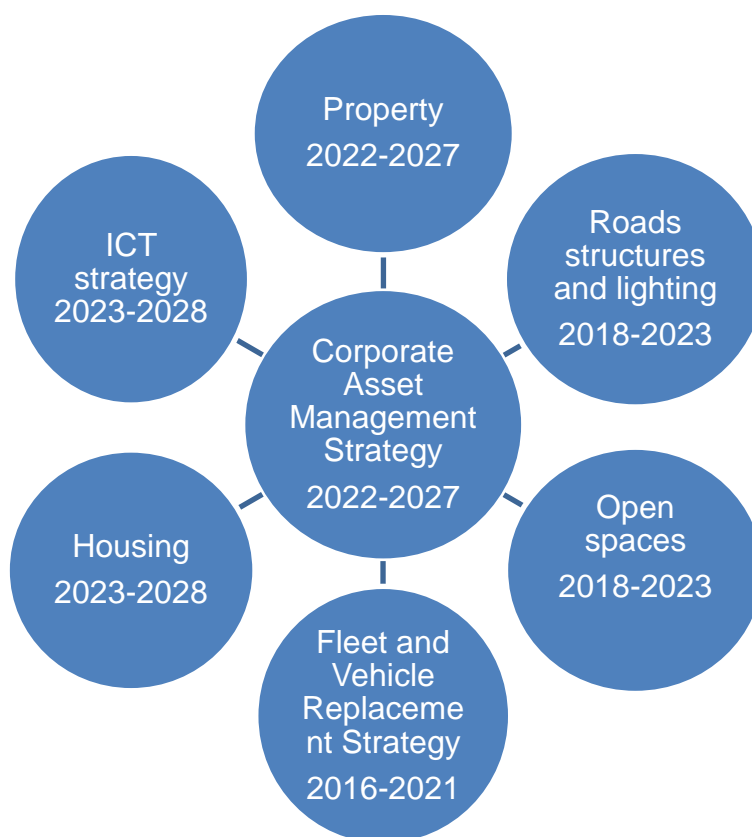 Property
2022-2027
Roads
structures
and lighting
2018-2023
Open
spaces
2018-2023
Fleet and
Vehicle
Replaceme
nt Strategy
2016-2021
Housing
2023-2028
ICT
strategy
2023-2028
Corporate
Asset
Management
Strategy
2022-2027